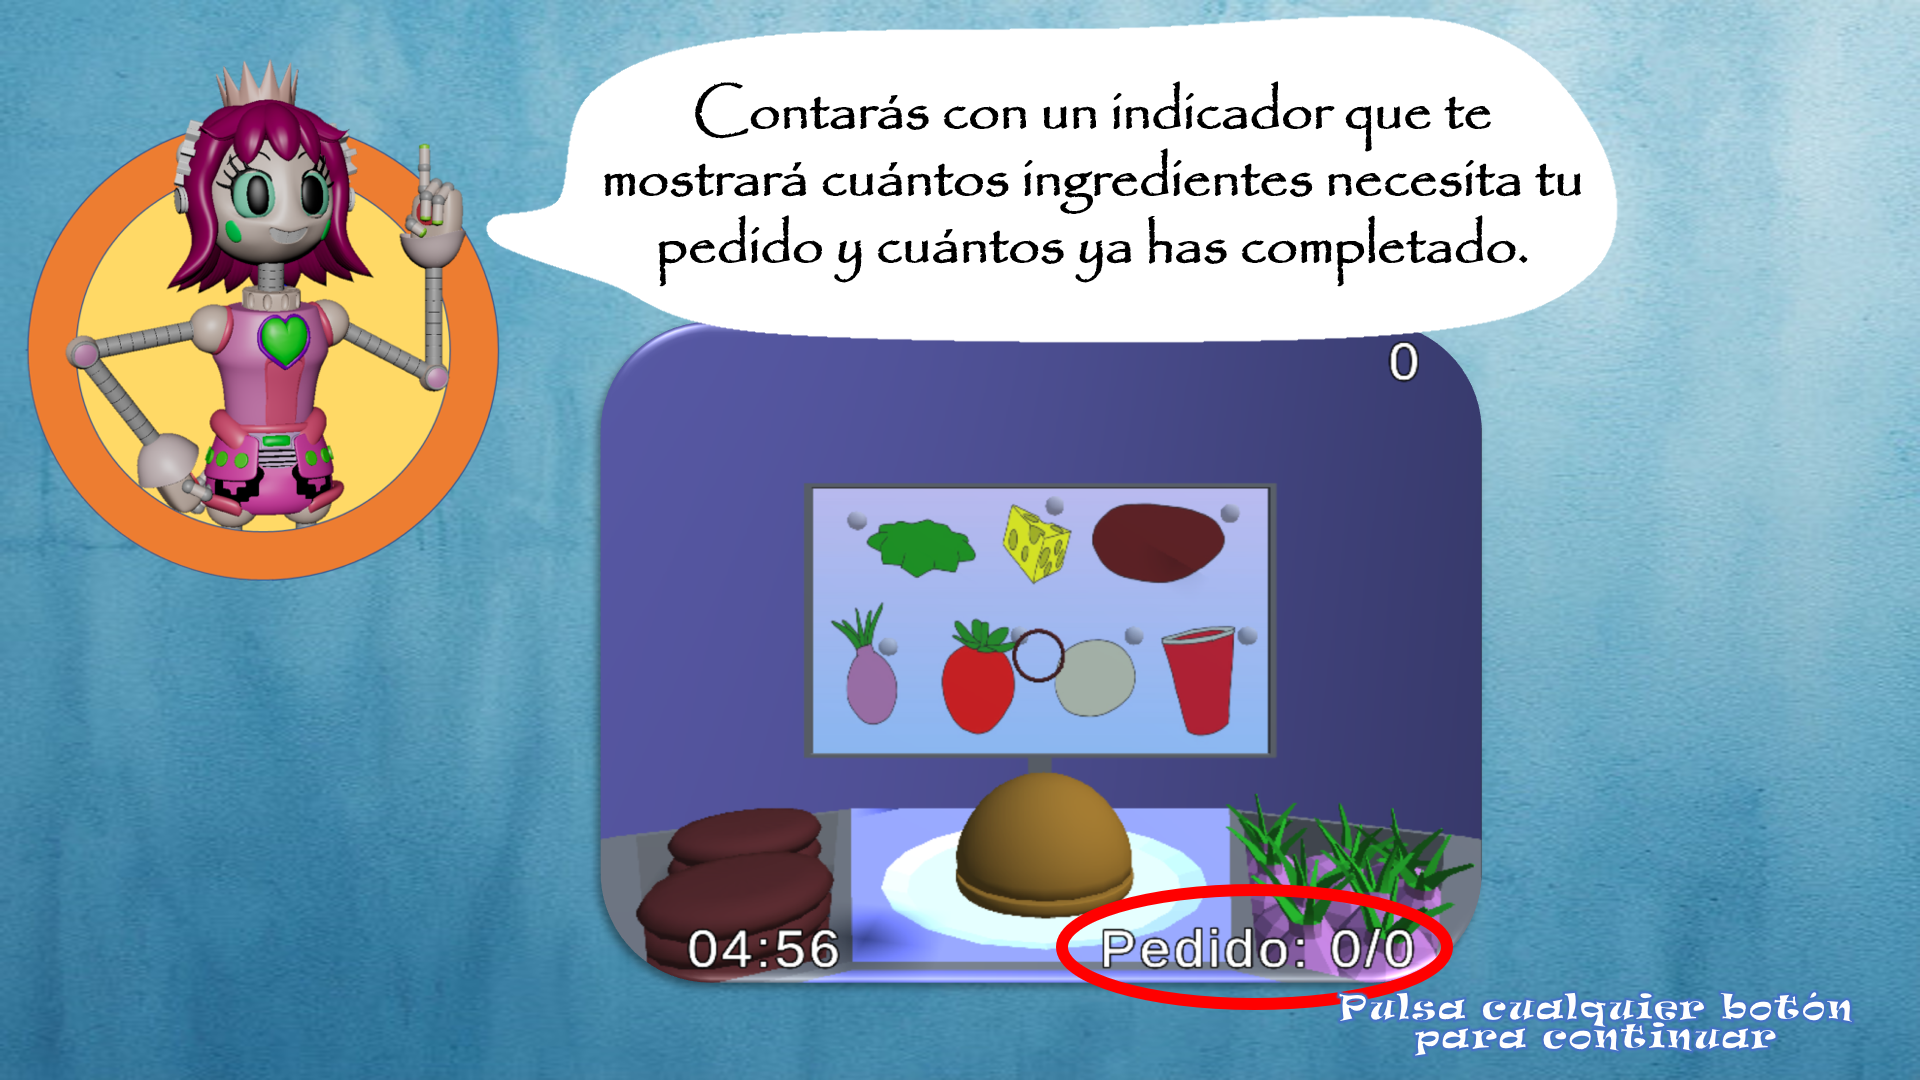 Contarás con un indicador que te
mostrará cuántos ingredientes necesita tu
pedido y cuántos ya has completado.
0
04:56
Pedido: 0/0
Pulsa cualquier botón
para continuar